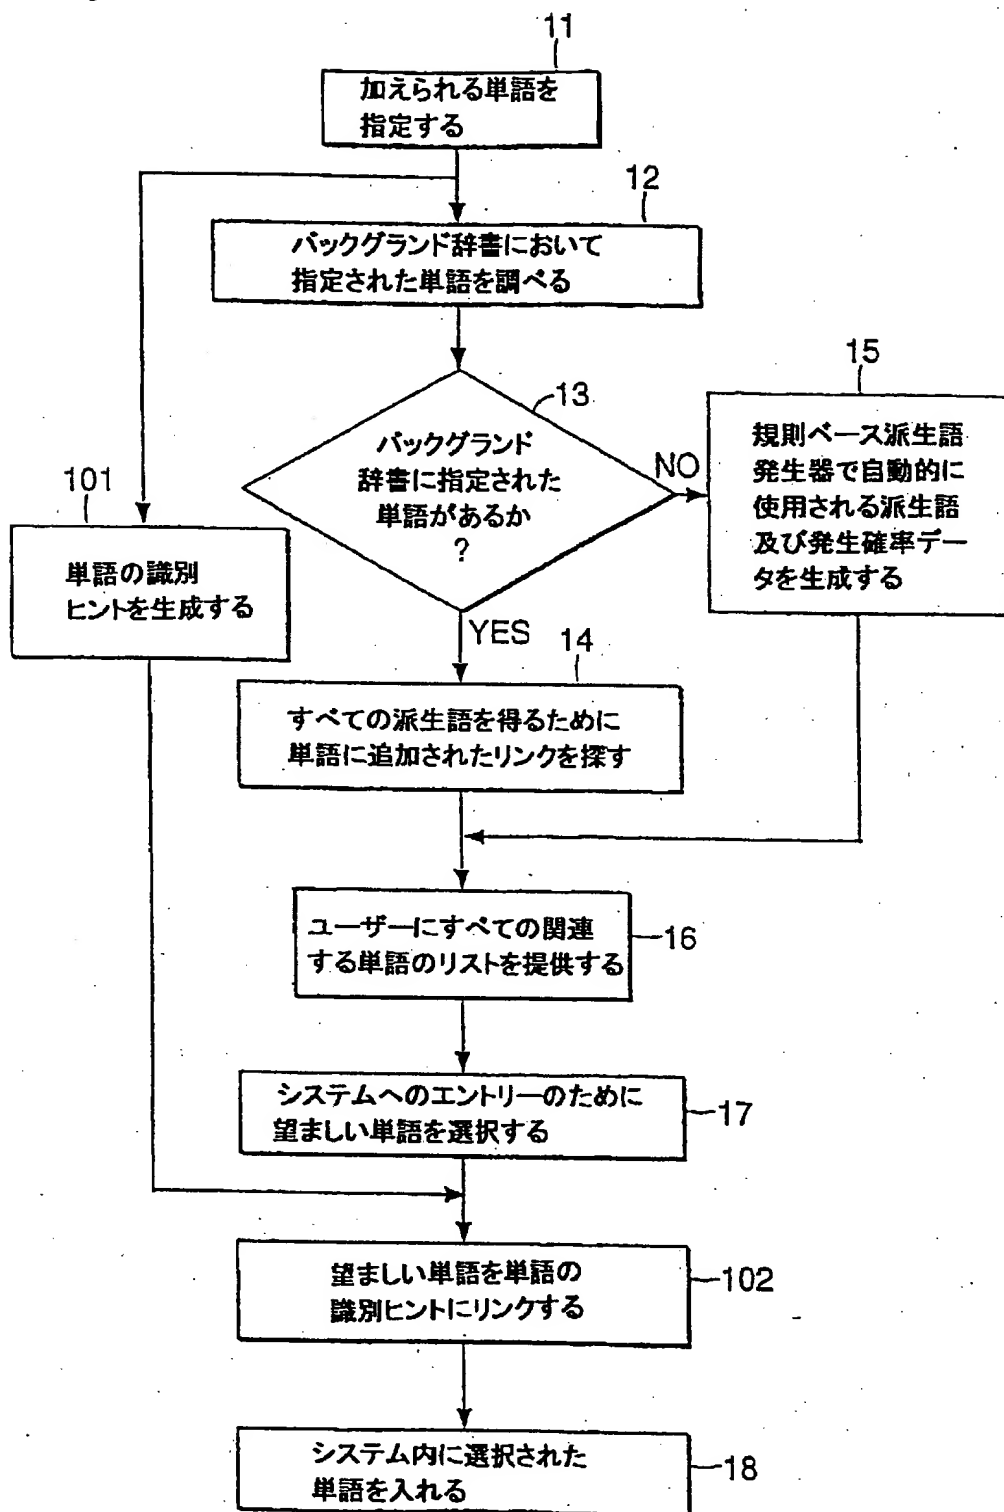 11
加えられる単語を
指定する
12
バックグランド辞書において
指定された単語を調べる
13
バックグランド
辞書に指定された
単語があるか
?
NO
YES
15
規則ベース派生語
発生器で自動的に
使用される派生語
及び発生確率デー
タを生成する
101
単語の識別
ヒントを生成する
14
すべての派生語を得るために
単語に追加されたリンクを探す
ユーザーにすべての関連
する単語のリストを提供する
16
システムへのエントリーのために
望ましい単語を選択する
17
望ましい単語を単語の
識別ヒントにリンクする
102
システム内に選択された
単語を入れる
18